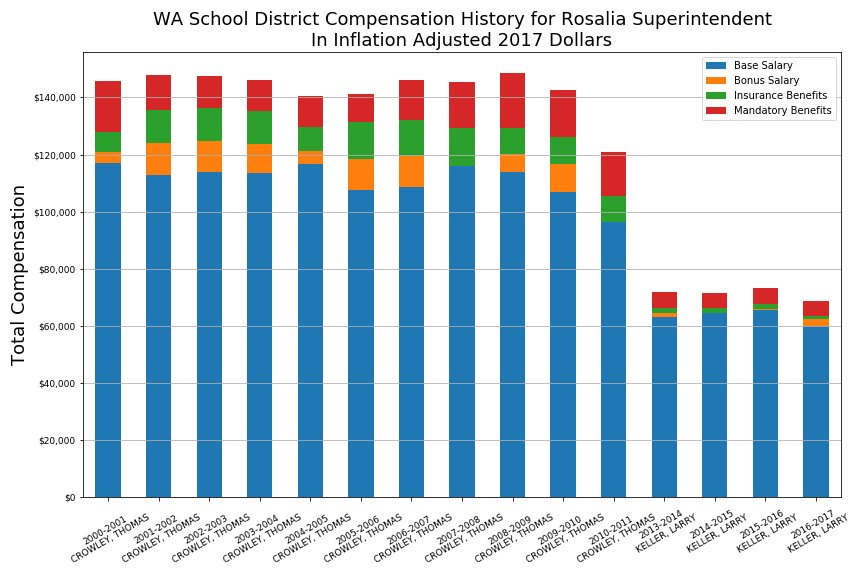 WA School District Compensation History for Rosalia Superintendent
In Inflation Adjusted 2017 Dollars
Base Salary
Bonus Salary
Insurance Benefits
Mandatory Benefits
Total Compensation
$140,000
$120,000
$100,000
$80,000
$60,000
$40,000
$20,000
$0
2000-2001
CROWLEY, THOMAS
2001-2002
CROWLEY, THOMAS
2002-2003
CROWLEY, THOMAS
2003-2004
CROWLEY, THOMAS
2004-2005
CROWLEY, THOMAS
2005-2006
CROWLEY, THOMAS
2006-2007
CROWLEY, THOMAS
2007-2008
CROWLEY, THOMAS
2008-2009
CROWLEY, THOMAS
2009-2010
CROWLEY, THOMAS
2010-2011
CROWLEY, THOMAS
2013-2014
KELLER, LARRY
2014-2015
KELLER, LARRY
2015-2016
KELLER, LARRY
2016-2017
KELLER, LARRY